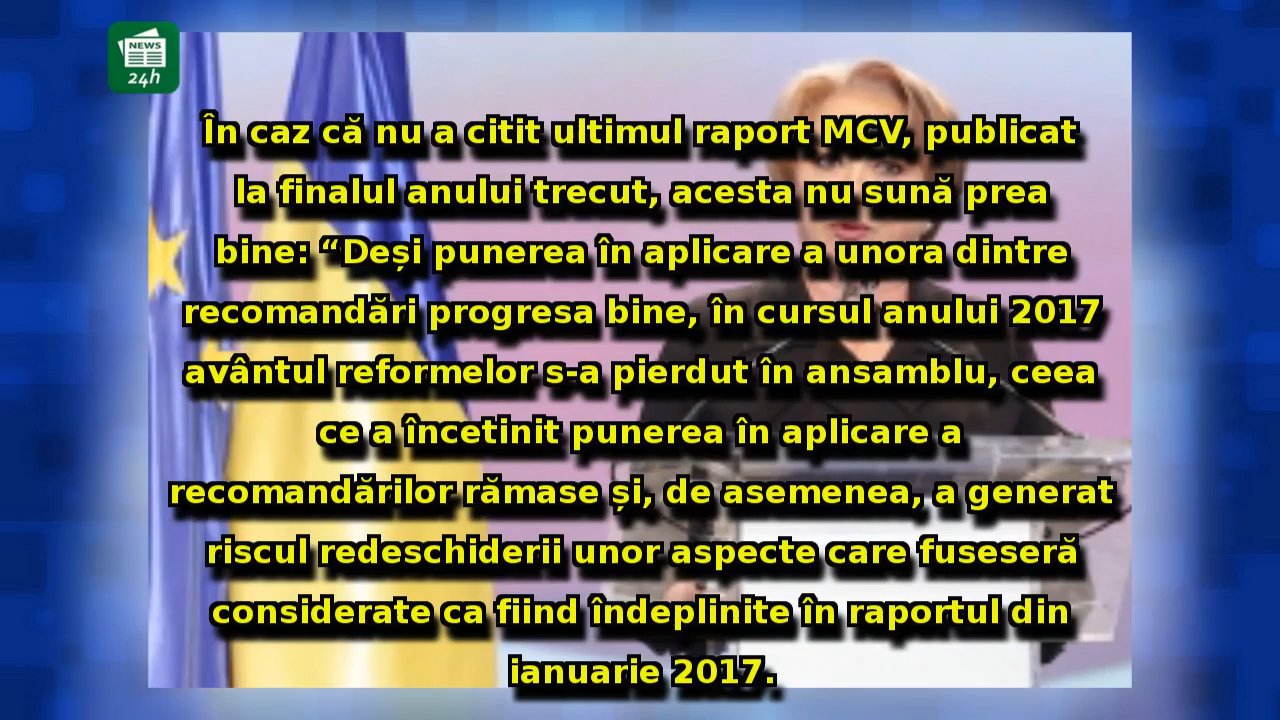 NEWS
24h
În caz că nu a citit ultimul raport MCV, publicat
la finalul anului trecut, acesta nu sună prea
bine: “Deși punerea în aplicare a unora dintre
recomandări progresa bine, în cursul anului 2017
avântul reformelor s-a pierdut în ansamblu, ceea
ce a încetinit punerea în aplicare a
recomandărilor rămase și, de asemenea, a generat
riscul redeschiderii unor aspecte care fuseseră
considerate ca fiind îndeplinite în raportul din
ianuarie 2017.